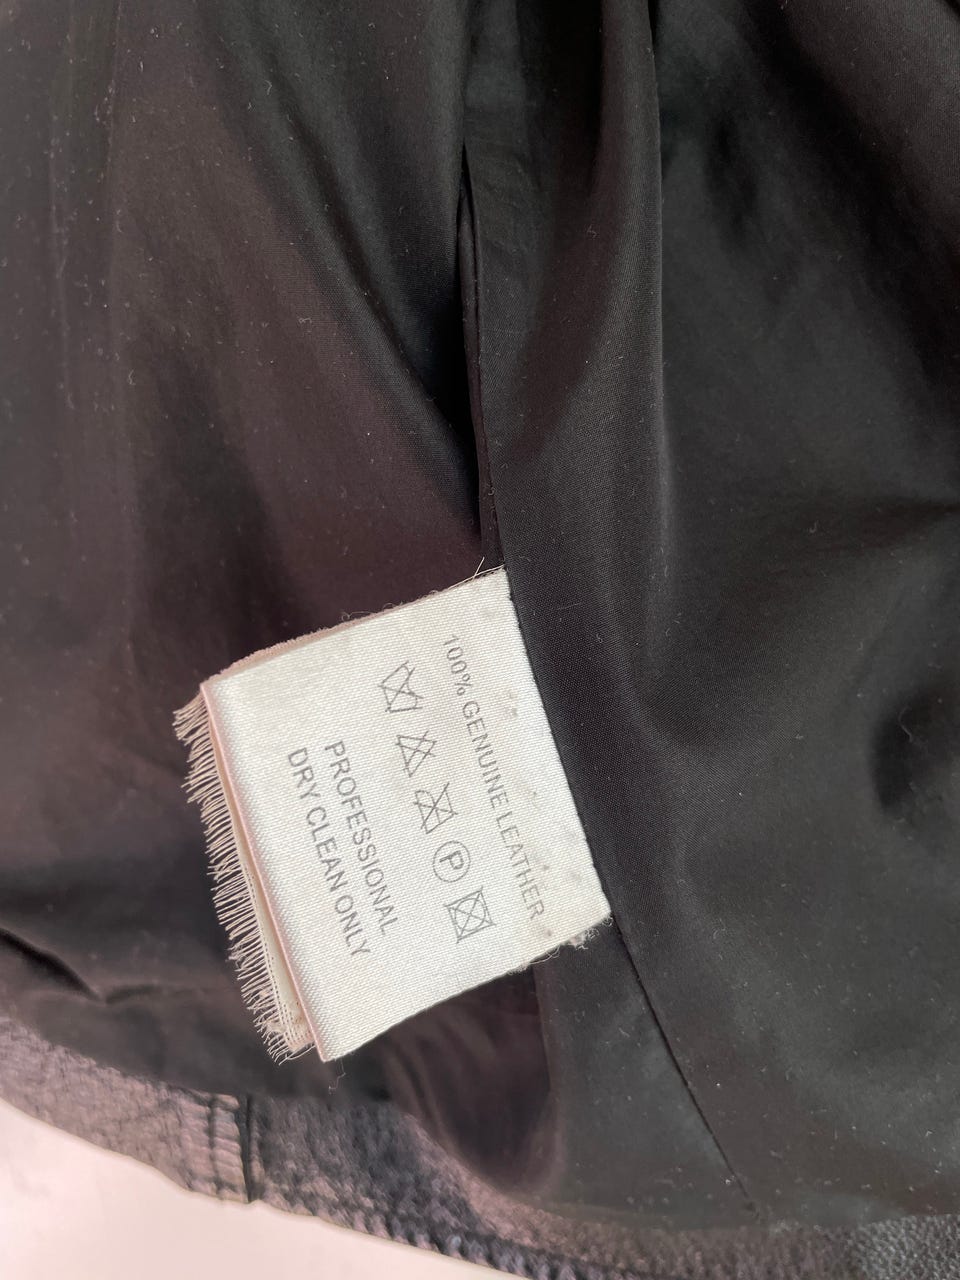 100% GENUINE LEATHER
P
PROFESSIONAL
DRY CLEAN ONLY